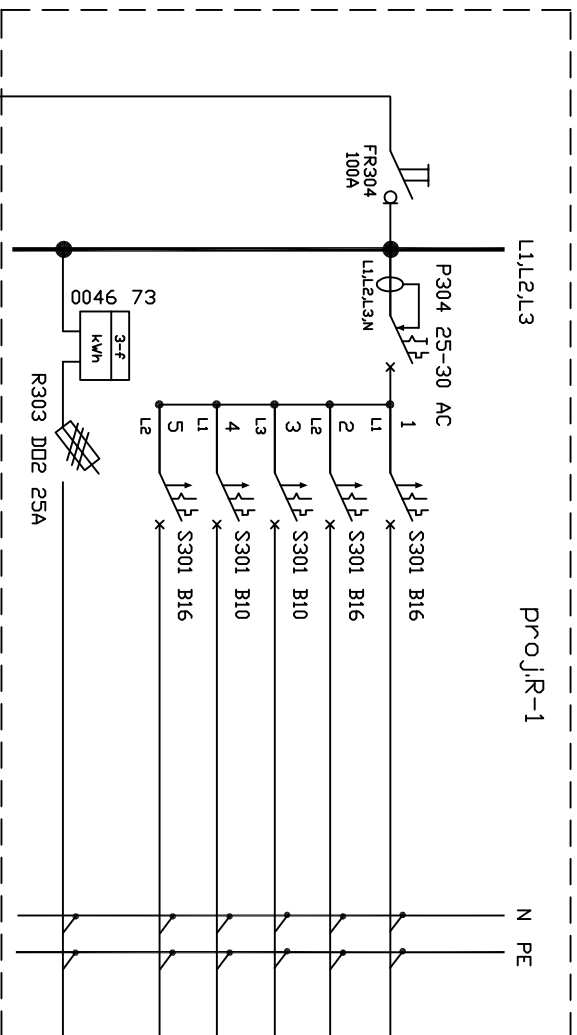 proj.R-1
L1,L2,L3
N
PE
FR304
100A
P304 25-30 AC
L1,L2,L3,N
1
L1
S301 B16
2
L2
S301 B16
3
L3
S301 B10
4
L1
S301 B10
5
L2
S301 B16
0046 73
3-f
kWh
R303 D02 25A